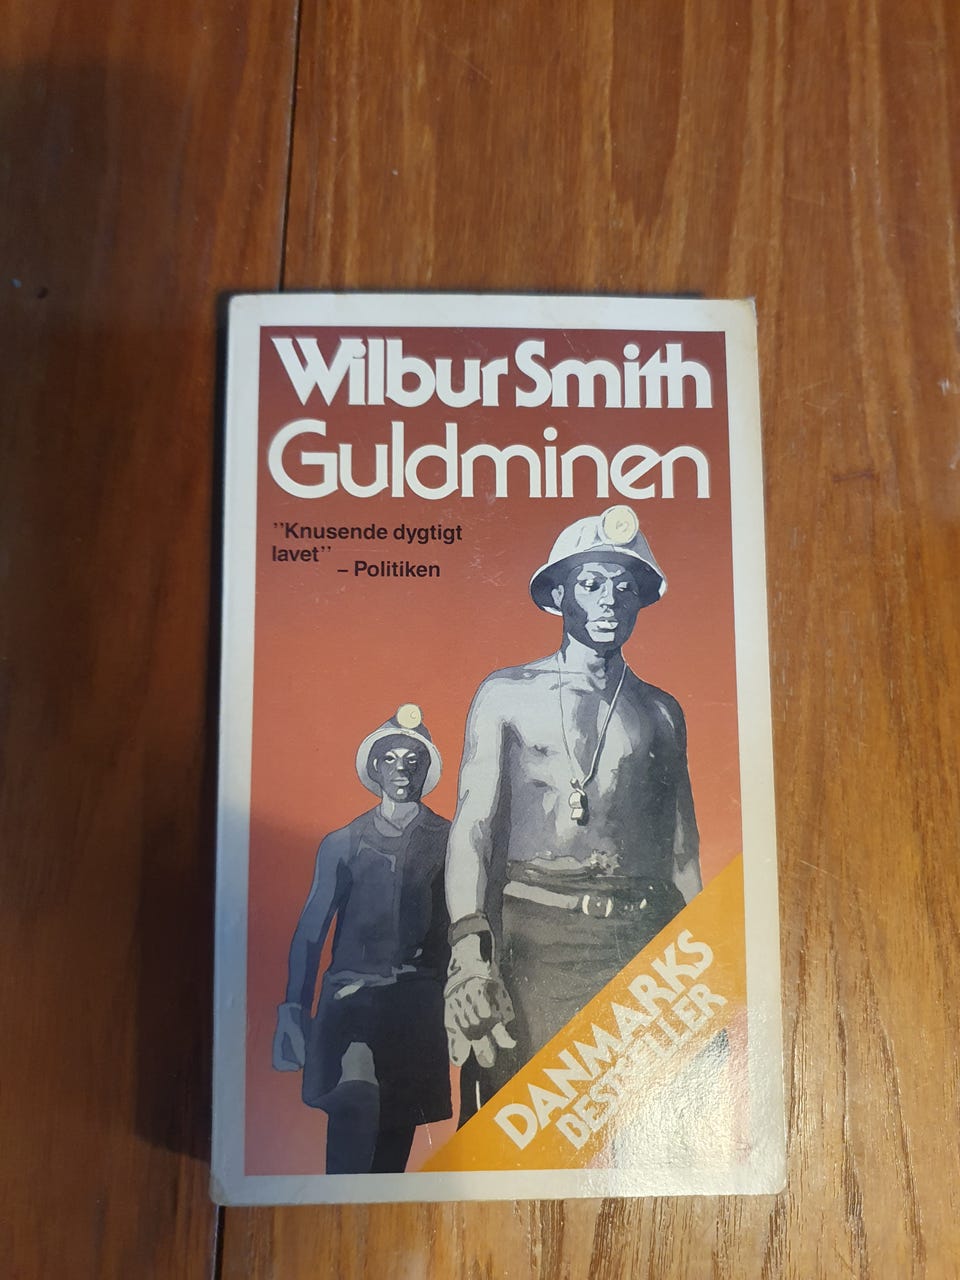 Wilbur Smith
Guldminen
"Knusende dygtigt
lavet"
– Politiken
DANMARKS
BESTSELLER